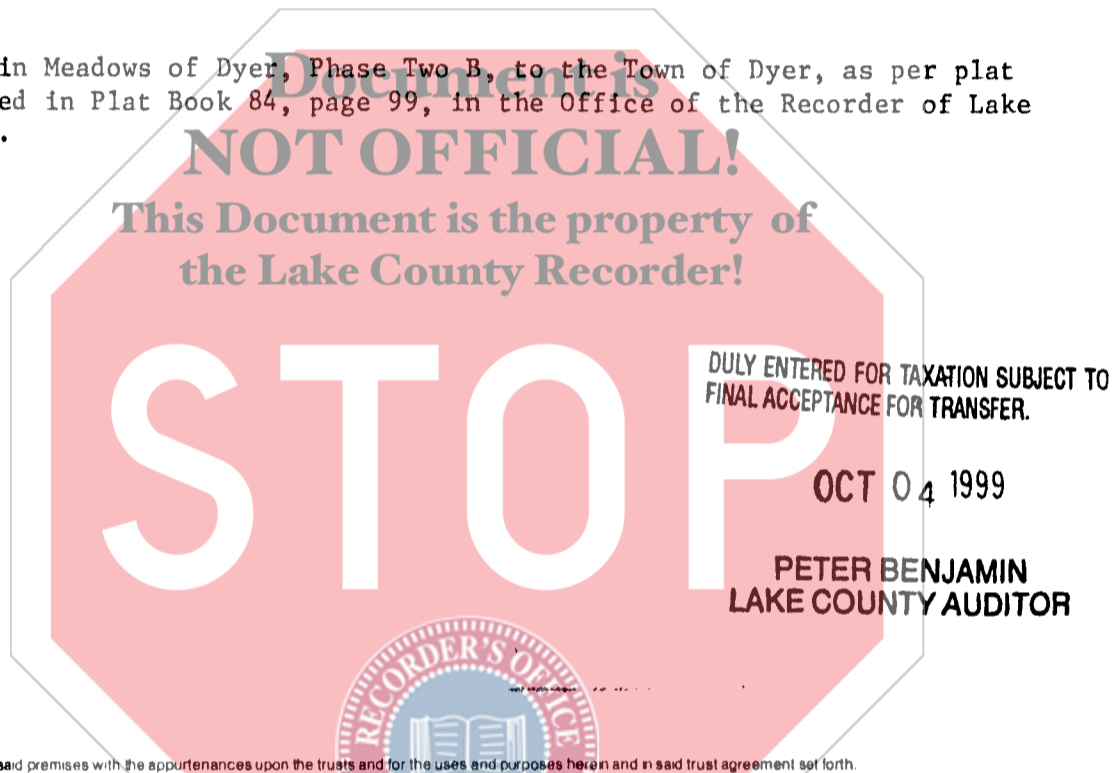 in Meadows of Dyer, Phase Two B, to the Town of Dyer, as per plat
ed in Plat Book 84, page 99, in the Office of the Recorder of Lake
.
Document is
NOT OFFICIAL!
This Document is the property of
the Lake County Recorder!
STOP
DULY ENTERED FOR TAXATION SUBJECT TO
FINAL ACCEPTANCE FOR TRANSFER.
OCT 04 1999
PETER BENJAMIN
LAKE COUNTY AUDITOR
RECORDER'S OFFICE
said premises with the appurtenances upon the trusts and for the uses and purposes herein and in said trust agreement set forth.